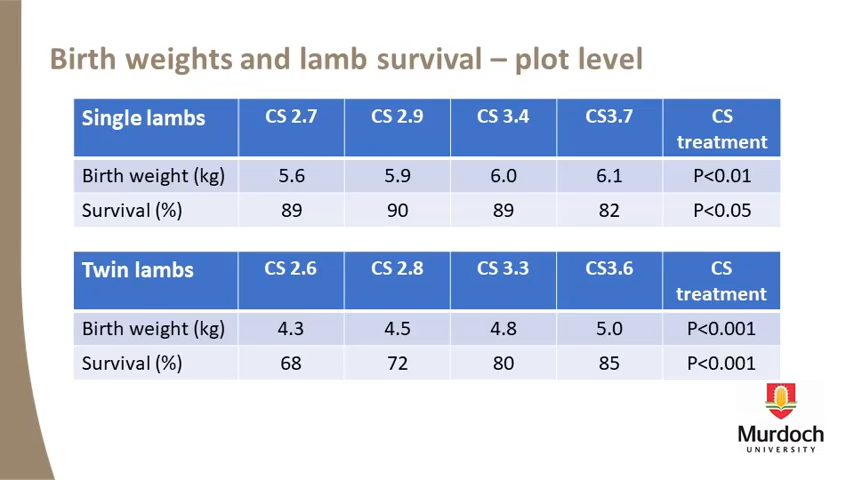 Birth weights and lamb survival – plot level
Single lambs CS 2.7 CS 2.9 CS 3.4 CS3.7 CS treatment
Birth weight (kg) 5.6 5.9 6.0 6.1 P<0.01
Survival (%) 89 90 89 82 P<0.05
Twin lambs CS 2.6 CS 2.8 CS 3.3 CS3.6 CS treatment
Birth weight (kg) 4.3 4.5 4.8 5.0 P<0.001
Survival (%) 68 72 80 85 P<0.001
Murdoch
UNIVERSITY